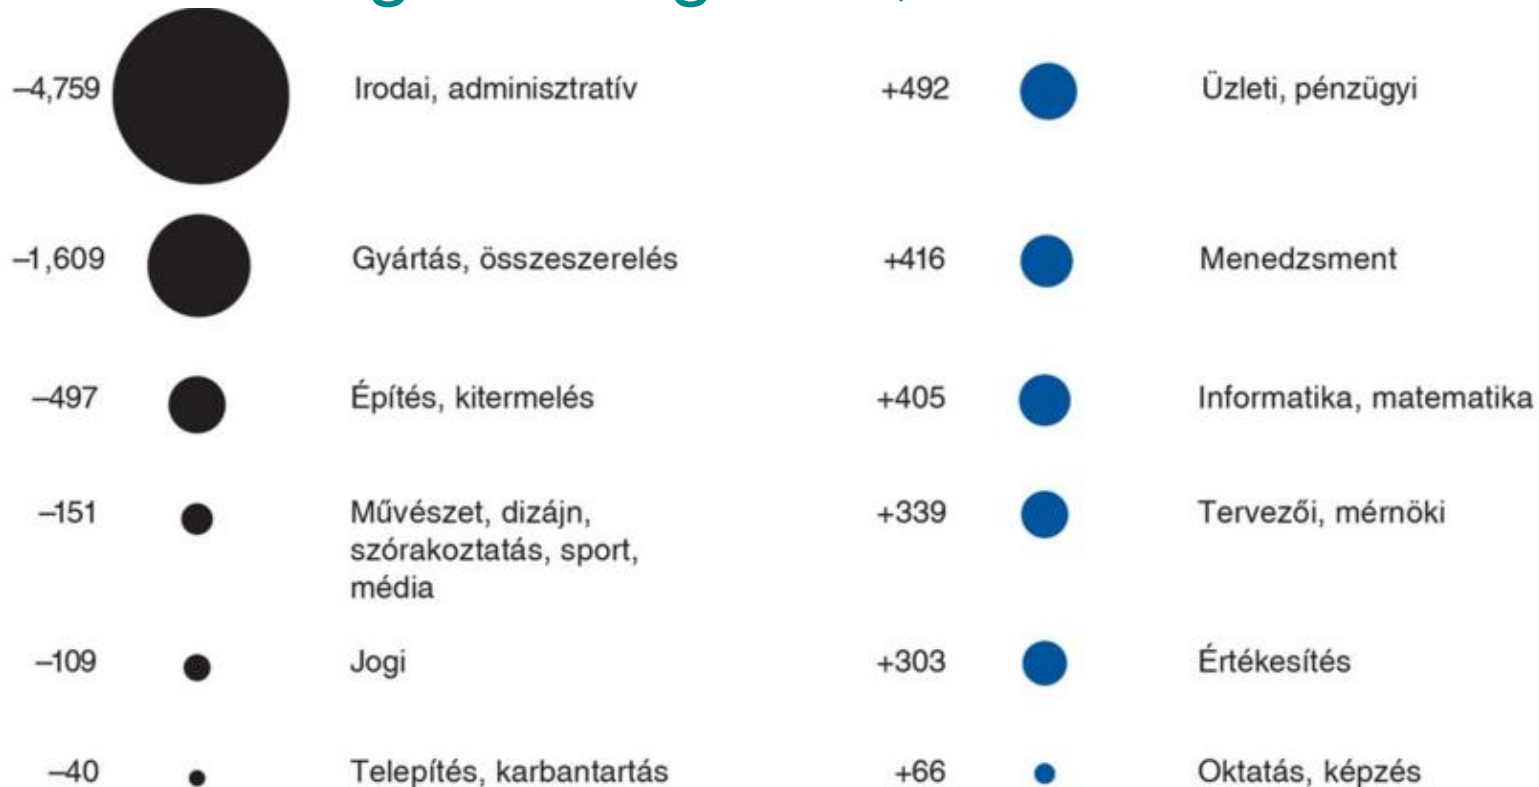 –4,759 Irodai, adminisztratív
+492 Üzleti, pénzügyi
–1,609 Gyártás, összeszerelés
+416 Menedzsment
–497 Építés, kitermelés
+405 Informatika, matematika
–151 Művészet, dizájn,
szórakoztatás, sport,
média
+339 Tervezői, mérnöki
–109 Jogi
+303 Értékesítés
–40 Telepítés, karbantartás
+66 Oktatás, képzés